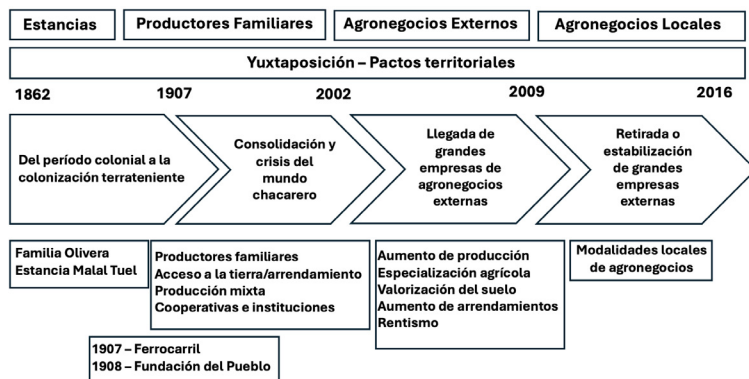 Estancias
Productores Familiares
Agronegocios Externos
Agronegocios Locales
Yuxtaposición – Pactos territoriales
1862
1907
2002
2009
2016
Del período colonial a la
colonización terrateniente
Consolidación y
crisis del
mundo
chacarero
Llegada de
grandes
empresas de
agronegocios
externas
Retirada o
estabilización
de grandes
empresas
externas
Familia Olivera
Estancia Malal Tuel
Productores familiares
Acceso a la tierra/arrendamiento
Producción mixta
Cooperativas e instituciones
Aumento de producción
Especialización agrícola
Valorización del suelo
Aumento de arrendamientos
Rentismo
Modalidades locales
de agronegocios
1907 – Ferrocarril
1908 – Fundación del Pueblo